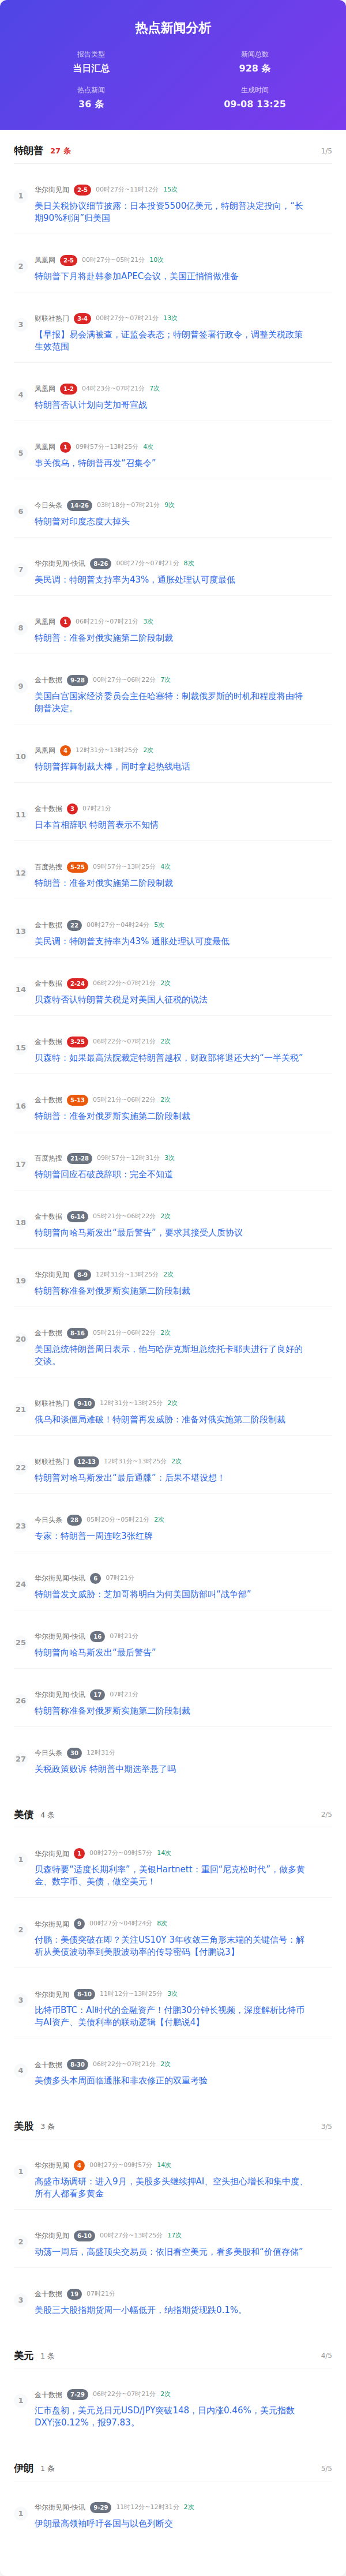 热点新闻分析
报告类型
新闻总数
当日汇总
928 条
热点新闻
生成时间
36 条
09-08 13:25
特朗普 27 条 1/5
1 华尔街见闻 2-5 00时27分~11时12分 15次
美日关税协议细节披露：日本投资5500亿美元，特朗普决定投向，“长
期90%利润”归美国
2 凤凰网 2-5 00时27分~05时21分 10次
特朗普下月将赴韩参加APEC会议，美国正悄悄做准备
3 财联社热门 3-4 00时27分~07时21分 13次
【早报】易会满被查，证监会表态；特朗普签署行政令，调整关税政策
生效范围
4 凤凰网 1-2 04时23分~07时21分 7次
特朗普否认计划向芝加哥宣战
5 凤凰网 1 09时57分~13时25分 4次
事关俄乌，特朗普再发“召集令”
6 今日头条 14-26 03时18分~07时21分 9次
特朗普对印度态度大掉头
7 华尔街见闻-快讯 8-26 00时27分~07时21分 8次
美民调：特朗普支持率为43%，通胀处理认可度最低
8 凤凰网 1 06时21分~07时21分 3次
特朗普：准备对俄实施第二阶段制裁
9 金十数据 9-28 00时27分~06时22分 7次
美国白宫国家经济委员会主任哈塞特：制裁俄罗斯的时机和程度将由特
朗普决定。
10 凤凰网 4 12时31分~13时25分 2次
特朗普挥舞制裁大棒，同时拿起热线电话
11 金十数据 3 07时21分
日本首相辞职 特朗普表示不知情
12 百度热搜 5-25 09时57分~13时25分 4次
特朗普：准备对俄实施第二阶段制裁
13 金十数据 22 00时27分~04时24分 5次
美民调：特朗普支持率为43% 通胀处理认可度最低
14 金十数据 2-24 06时22分~07时21分 2次
贝森特否认特朗普关税是对美国人征税的说法
15 金十数据 3-25 06时22分~07时21分 2次
贝森特：如果最高法院裁定特朗普越权，财政部将退还大约“一半关税”
16 金十数据 5-13 05时21分~06时22分 2次
特朗普：准备对俄罗斯实施第二阶段制裁
17 百度热搜 21-28 09时57分~12时31分 3次
特朗普回应石破茂辞职：完全不知道
18 金十数据 6-14 05时21分~06时22分 2次
特朗普向哈马斯发出“最后警告”，要求其接受人质协议
19 华尔街见闻 8-9 12时31分~13时25分 2次
特朗普称准备对俄罗斯实施第二阶段制裁
20 金十数据 8-16 05时21分~06时22分 2次
美国总统特朗普周日表示，他与哈萨克斯坦总统托卡耶夫进行了良好的
交谈。
21 财联社热门 9-10 12时31分~13时25分 2次
俄乌和谈僵局难破！特朗普再发威胁：准备对俄实施第二阶段制裁
22 财联社热门 12-13 12时31分~13时25分 2次
特朗普对哈马斯发出“最后通牒”：后果不堪设想！
23 今日头条 28 05时20分~05时21分 2次
专家：特朗普一周连吃3张红牌
24 华尔街见闻-快讯 6 07时21分
特朗普发文威胁：芝加哥将明白为何美国防部叫“战争部”
25 华尔街见闻-快讯 16 07时21分
特朗普向哈马斯发出“最后警告”
26 华尔街见闻-快讯 17 07时21分
特朗普称准备对俄罗斯实施第二阶段制裁
27 今日头条 30 12时31分
关税政策败诉 特朗普中期选举悬了吗
美债 4 条 2/5
1 华尔街见闻 1 00时27分~09时57分 14次
贝森特要“适度长期利率”，美银Hartnett：重回“尼克松时代”，做多黄
金、数字币、美债，做空美元！
2 华尔街见闻 9 00时27分~04时24分 8次
付鹏：美债突破在即？关注US10Y 3年收敛三角形末端的关键信号：解
析从美债波动率到美股波动率的传导密码【付鹏说3】
3 华尔街见闻 8-10 11时12分~13时25分 3次
比特币BTC：AI时代的金融资产！付鹏30分钟长视频，深度解析比特币
与AI资产、美债利率的联动逻辑【付鹏说4】
4 金十数据 8-30 06时22分~07时21分 2次
美债多头本周面临通胀和非农修正的双重考验
美股 3 条 3/5
1 华尔街见闻 4 00时27分~09时57分 14次
高盛市场调研：进入9月，美股多头继续押AI、空头担心增长和集中度、
所有人都看多黄金
2 华尔街见闻 6-10 00时27分~13时25分 17次
动荡一周后，高盛顶尖交易员：依旧看空美元，看多美股和“价值存储”
3 金十数据 19 07时21分
美股三大股指期货周一小幅低开，纳指期货现跌0.1%。
美元 1 条 4/5
1 金十数据 7-29 06时22分~07时21分 2次
汇市盘初，美元兑日元USD/JPY突破148，日内涨0.46%，美元指数
DXY涨0.12%，报97.83。
伊朗 1 条 5/5
1 华尔街见闻-快讯 9-29 11时12分~12时31分 2次
伊朗最高领袖呼吁各国与以色列断交